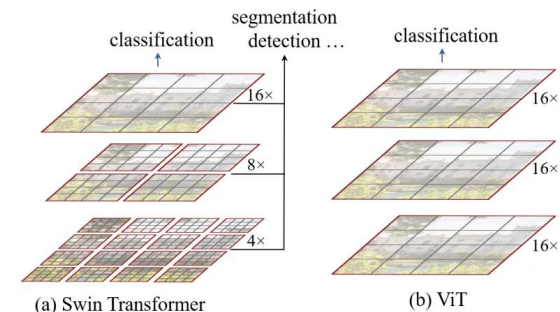 segmentation
detection …
classification
16×
8×
4×
(a) Swin Transformer
classification
16×
16×
16×
(b) ViT